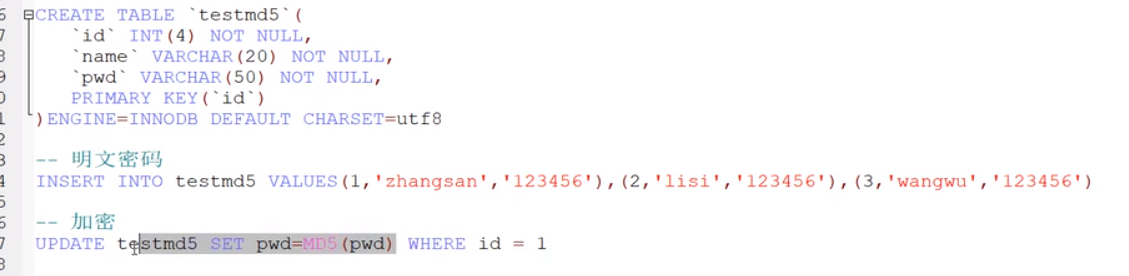 6 CREATE TABLE `testmd5`(
7 `id` INT(4) NOT NULL,
8 `name` VARCHAR(20) NOT NULL,
9 `pwd` VARCHAR(50) NOT NULL,
0 PRIMARY KEY(`id`)
1 )ENGINE=INNODB DEFAULT CHARSET=utf8
2
3 -- 明文密码
4 INSERT INTO testmd5 VALUES(1,'zhangsan','123456'),(2,'lisi','123456'),(3,'wangwu','123456')
5
6 -- 加密
7 UPDATE testmd5 SET pwd=MD5(pwd) WHERE id = 1
8